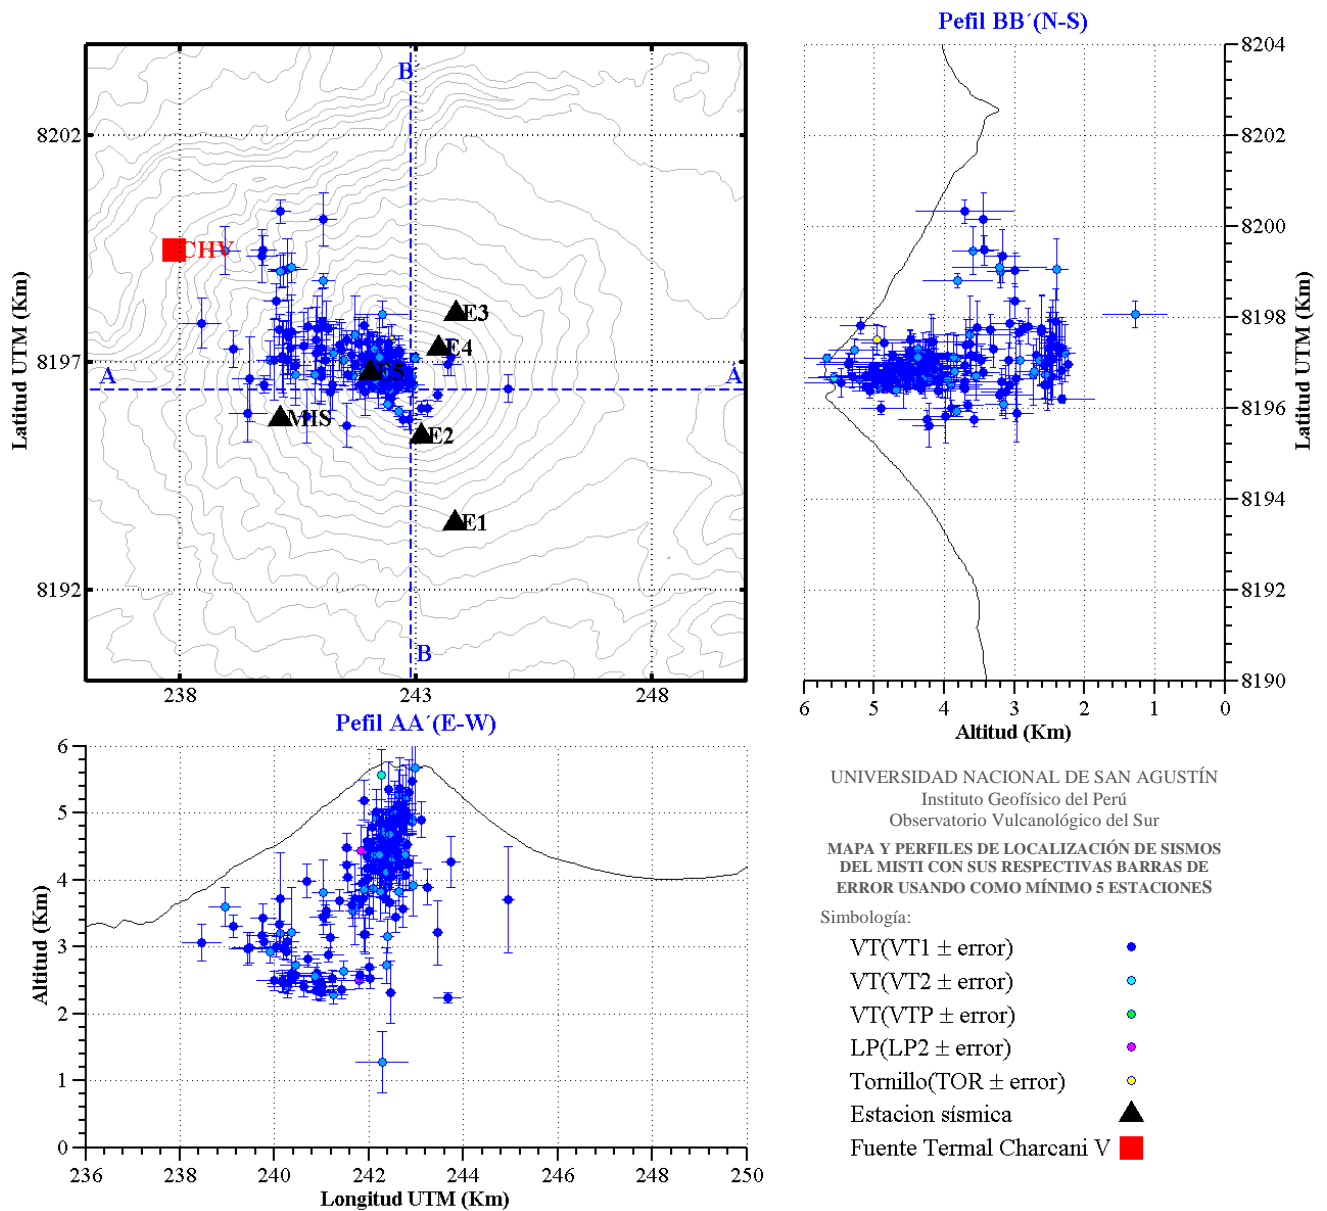 Pefil BB´(N-S)
8204
8202
8200
8198
8196
8194
8192
8190
Latitud UTM (Km)
6 5 4 3 2 1 0
Altitud (Km)
8202
8197
8192
Latitud UTM (Km)
238 243 248
B´
CHV
E3
E4
A
E5
A´
MIS
E2
E1
B
Pefil AA´(E-W)
6
5
4
3
2
1
0
Altitud (Km)
236 238 240 242 244 246 248 250
Longitud UTM (Km)
UNIVERSIDAD NACIONAL DE SAN AGUSTÍN
Instituto Geofísico del Perú
Observatorio Vulcanológico del Sur
MAPA Y PERFILES DE LOCALIZACIÓN DE SISMOS
DEL MISTI CON SUS RESPECTIVAS BARRAS DE
ERROR USANDO COMO MÍNIMO 5 ESTACIONES
Simbología:
VT(VT1 ± error)
VT(VT2 ± error)
VT(VTP ± error)
LP(LP2 ± error)
Tornillo(TOR ± error)
Estacion sísmica
Fuente Termal Charcani V